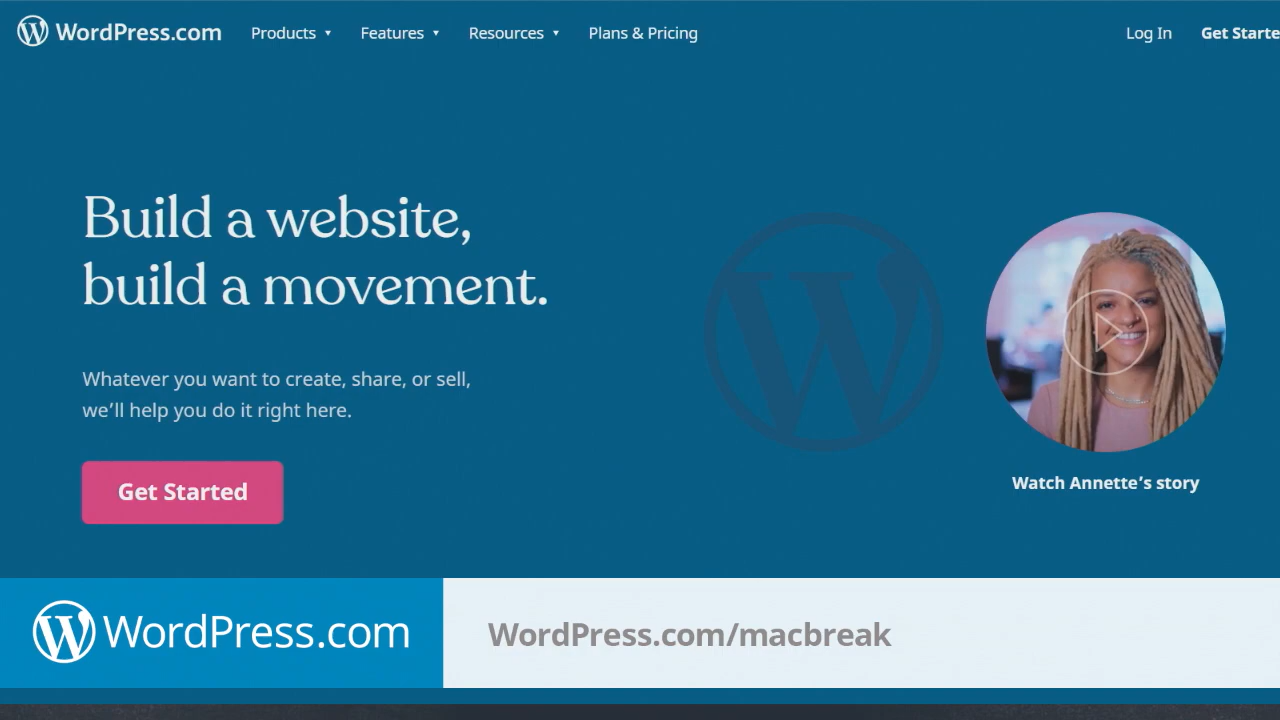 WordPress.com Products ▾ Features ▾ Resources ▾ Plans & Pricing Log In Get Starte
Build a website,
build a movement.
Whatever you want to create, share, or sell,
we’ll help you do it right here.
Get Started
Watch Annette’s story
WordPress.com WordPress.com/macbreak